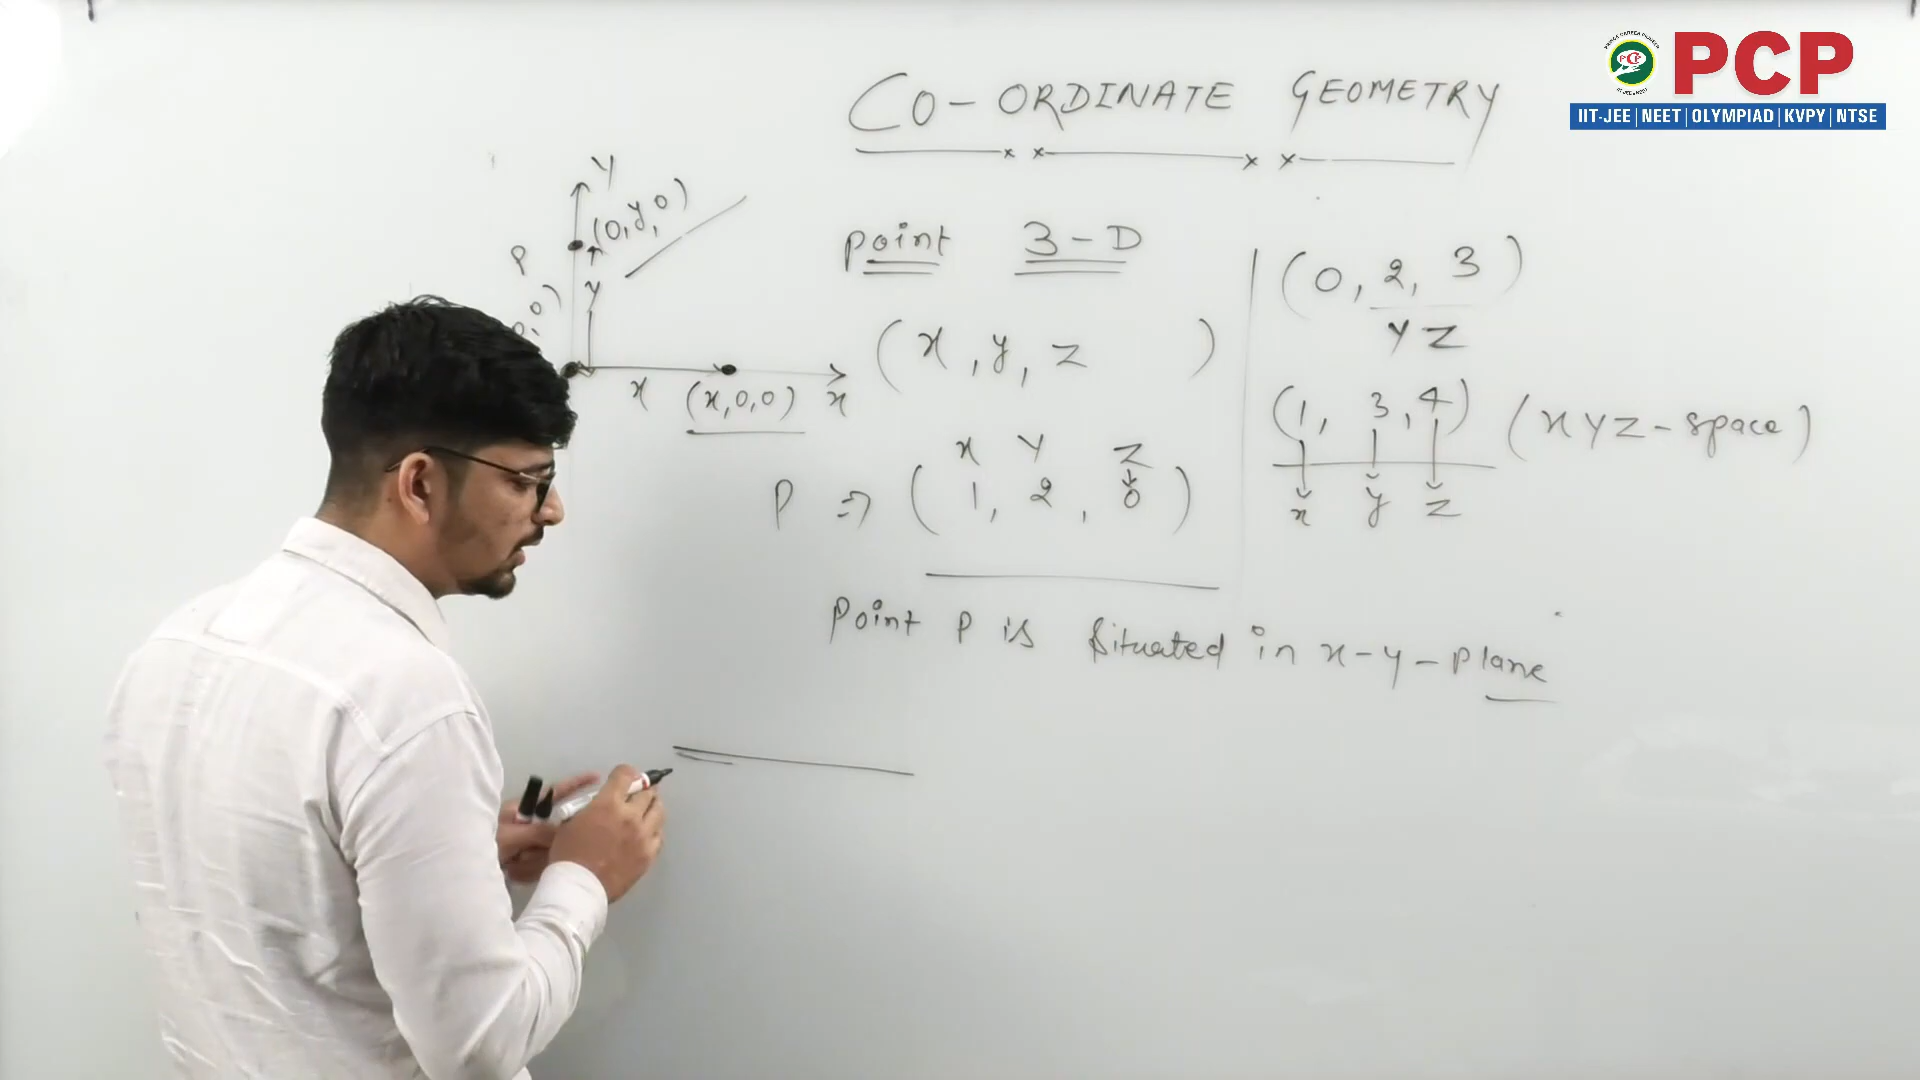 PCP
IIT-JEE | NEET | OLYMPIAD | KVPY | NTSE
CO-ORDINATE GEOMETRY
Y
(0, y, 0)
P
y
x
(x, 0, 0)
x
Point 3-D
(x, y, z )
x y z
P => (1, 2, 0)
Point P is Situated in x-y-Plane
(0, 2, 3)
YZ
(1, 3, 4) (xyz-space)
x y z